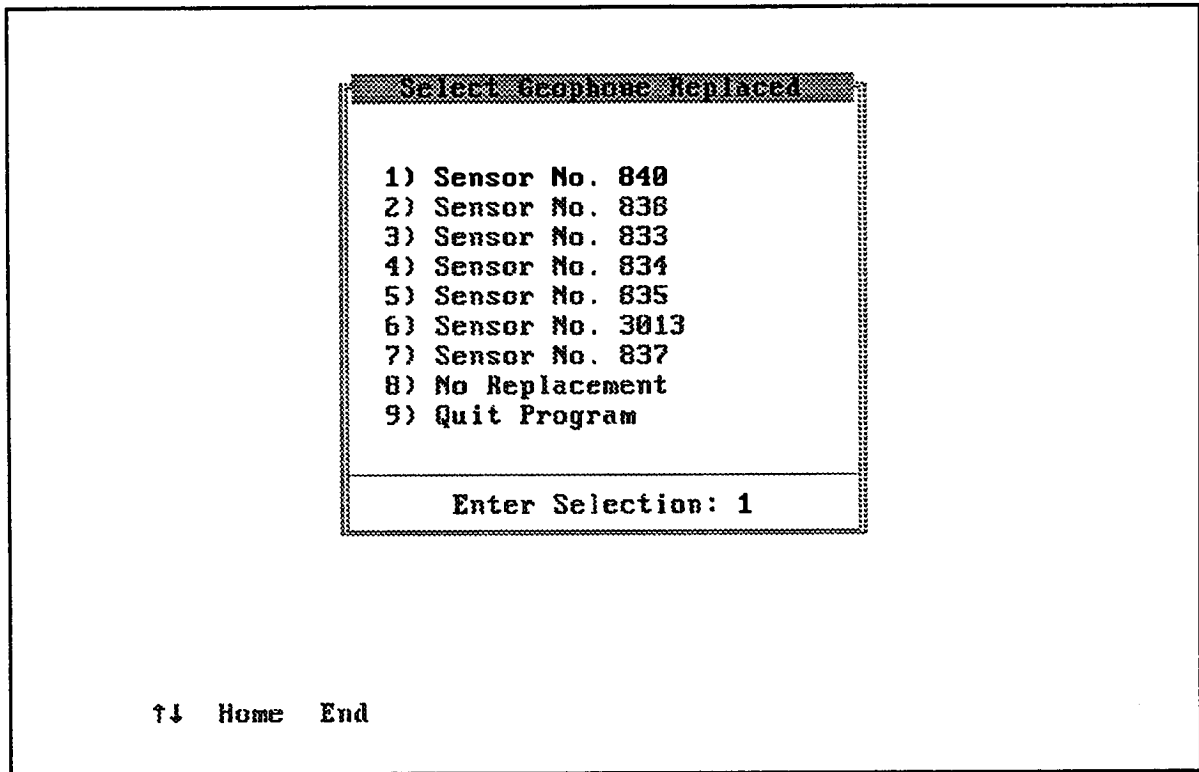 Select Geophone Replaced
1) Sensor No. 840
2) Sensor No. 838
3) Sensor No. 833
4) Sensor No. 834
5) Sensor No. 835
6) Sensor No. 3013
7) Sensor No. 837
8) No Replacement
9) Quit Program
Enter Selection: 1
↑↓ Home End